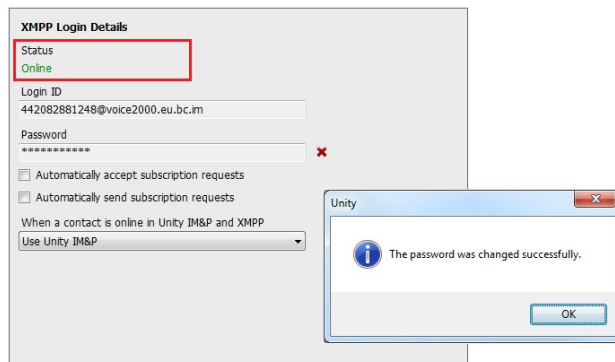 XMPP Login Details
Status
Online
Login ID
442082881248@voice2000.eu.bc.im
Password
***********
Automatically accept subscription requests
Automatically send subscription requests
When a contact is online in Unity IM&P and XMPP
Use Unity IM&P
Unity
The password was changed successfully.
OK